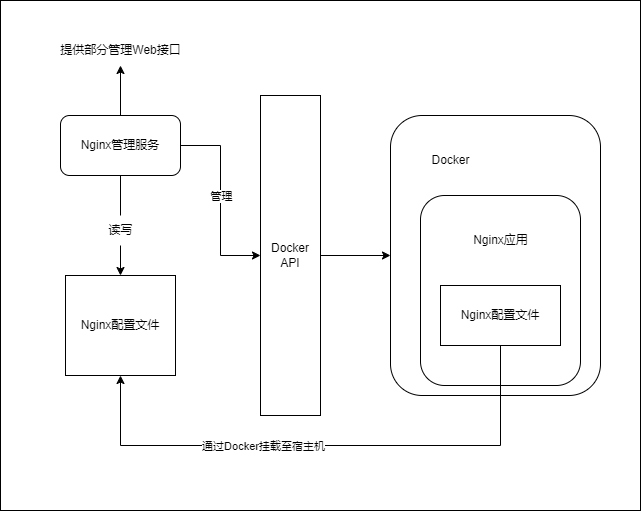 提供部分管理Web接口
Nginx管理服务
管理
Docker
读写
Nginx应用
Docker
API
Nginx配置文件
Nginx配置文件
通过Docker挂载至宿主机